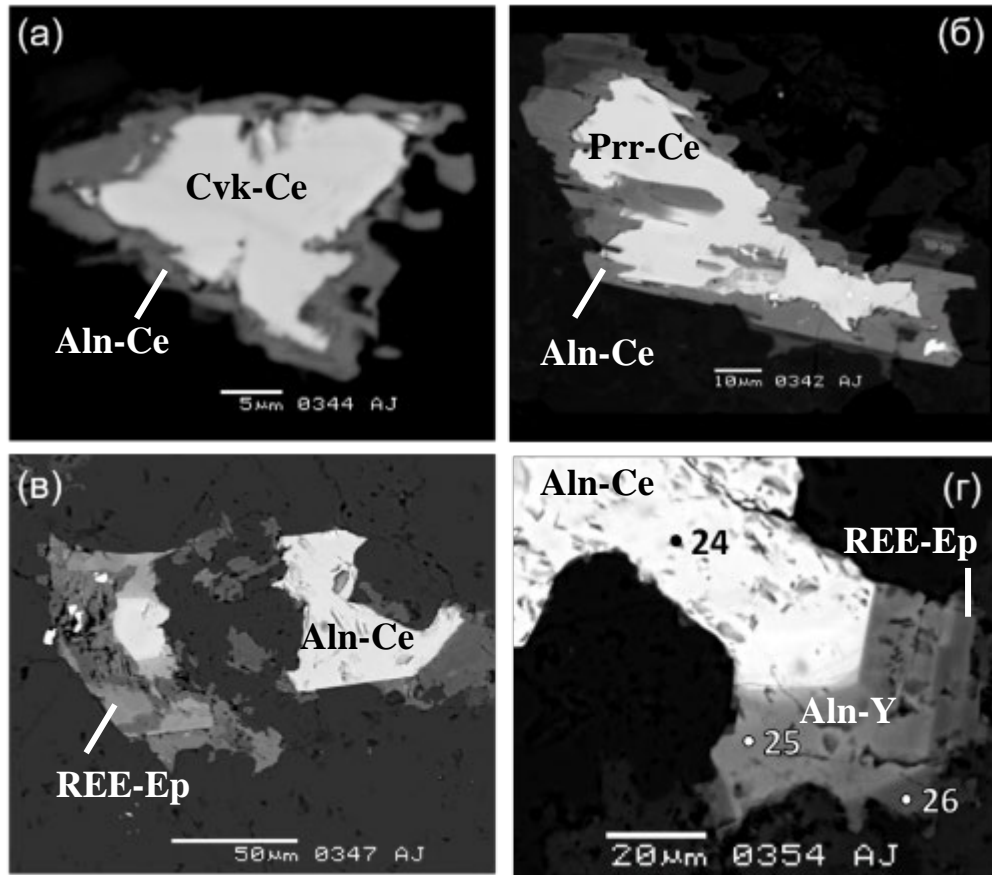 (а)
Cvk-Ce
Aln-Ce
5µm 0344 AJ
(б)
Prr-Ce
Aln-Ce
10µm 0342 AJ
(в)
Aln-Ce
REE-Ep
50µm 0347 AJ
(г)
Aln-Ce
24
REE-Ep
Aln-Y
25
26
20µm 0354 AJ